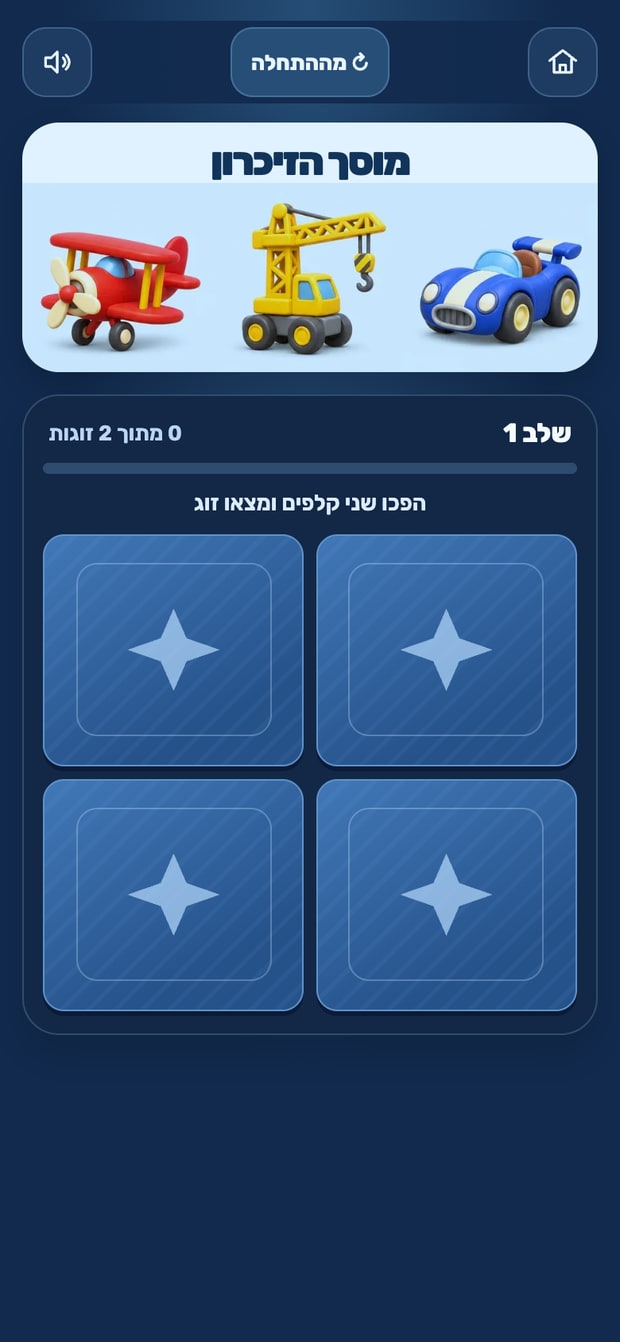 מההתחלה
מוסך הזיכרון
שלב 1
0 מתוך 2 זוגות
הפכו שני קלפים ומצאו זוג